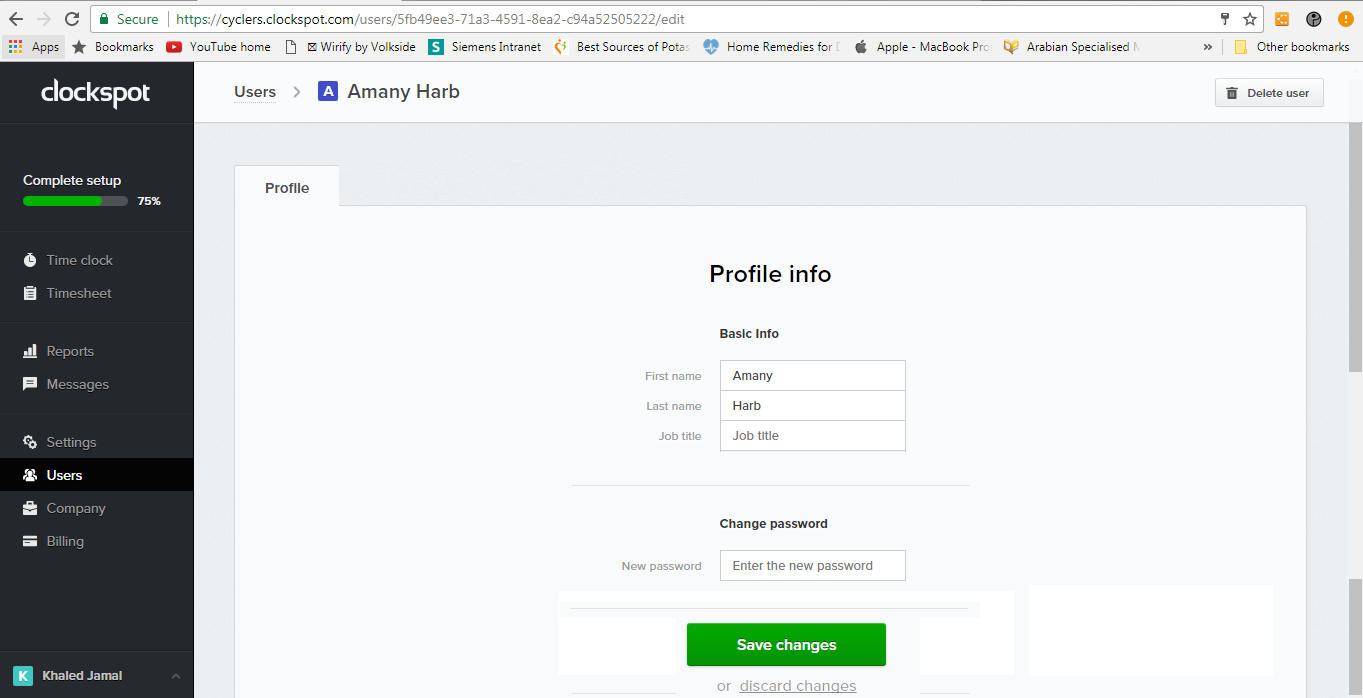 Secure https://cyclers.clockspot.com/users/5fb49ee3-71a3-4591-8ea2-c94a52505222/edit
Apps Bookmarks YouTube home Wirify by Volkside S Siemens Intranet Best Sources of Potas Home Remedies for Apple - MacBook Pro Arabian Specialised » Other bookmarks
clockspot
Users > A Amany Harb
Delete user
Complete setup
75%
Time clock
Timesheet
Reports
Messages
Settings
Users
Company
Billing
K Khaled Jamal
Profile
Profile info
Basic Info
First name Amany
Last name Harb
Job title Job title
Change password
New password Enter the new password
Save changes
or discard changes